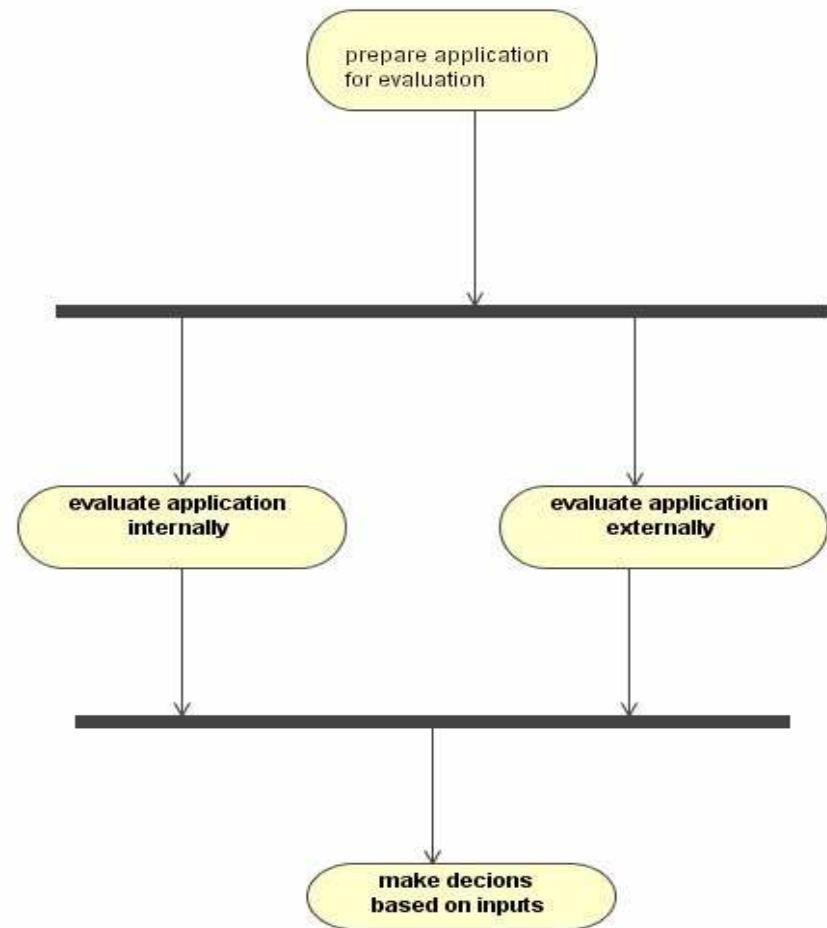 prepare application
for evaluation
evaluate application
internally
evaluate application
externally
make decions
based on inputs